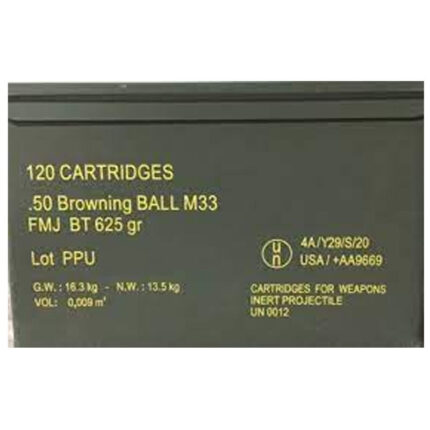 120 CARTRIDGES
.50 Browning BALL M33
FMJ BT 625 gr
Lot PPU
G.W. : 16.3 kg - N.W. : 13.5 kg
VOL: 0,009 m³
un
4A/Y29/S/20
USA/+AA9669
CARTRIDGES FOR WEAPONS
INERT PROJECTILE
UN 0012